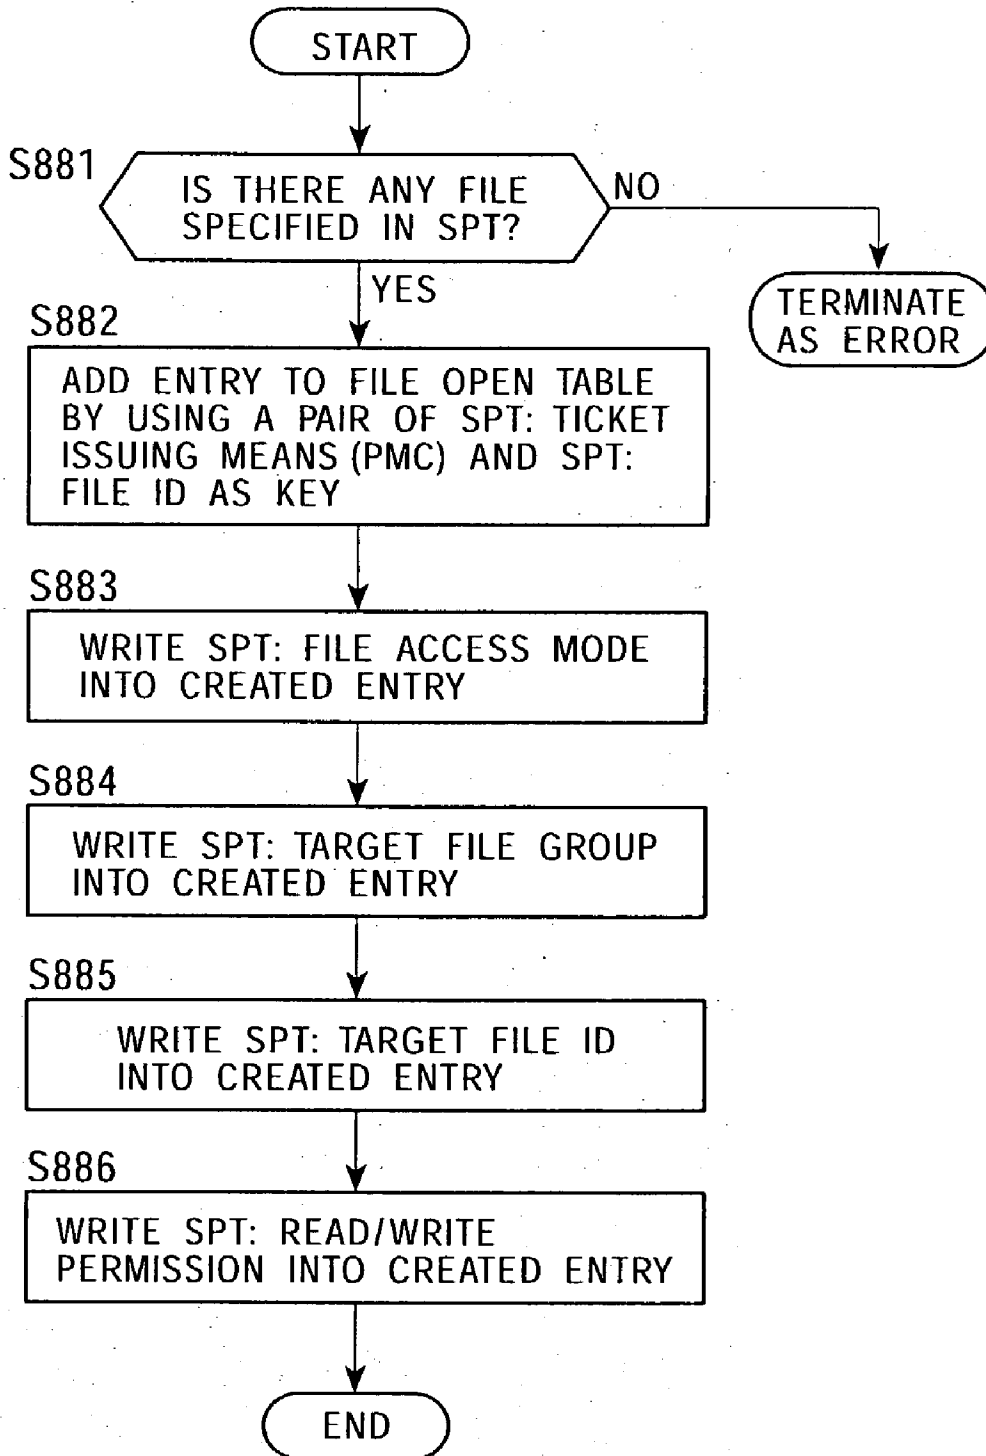 START
S881
IS THERE ANY FILE
SPECIFIED IN SPT?
NO
YES
TERMINATE
AS ERROR
S882
ADD ENTRY TO FILE OPEN TABLE
BY USING A PAIR OF SPT: TICKET
ISSUING MEANS (PMC) AND SPT:
FILE ID AS KEY
S883
WRITE SPT: FILE ACCESS MODE
INTO CREATED ENTRY
S884
WRITE SPT: TARGET FILE GROUP
INTO CREATED ENTRY
S885
WRITE SPT: TARGET FILE ID
INTO CREATED ENTRY
S886
WRITE SPT: READ/WRITE
PERMISSION INTO CREATED ENTRY
END